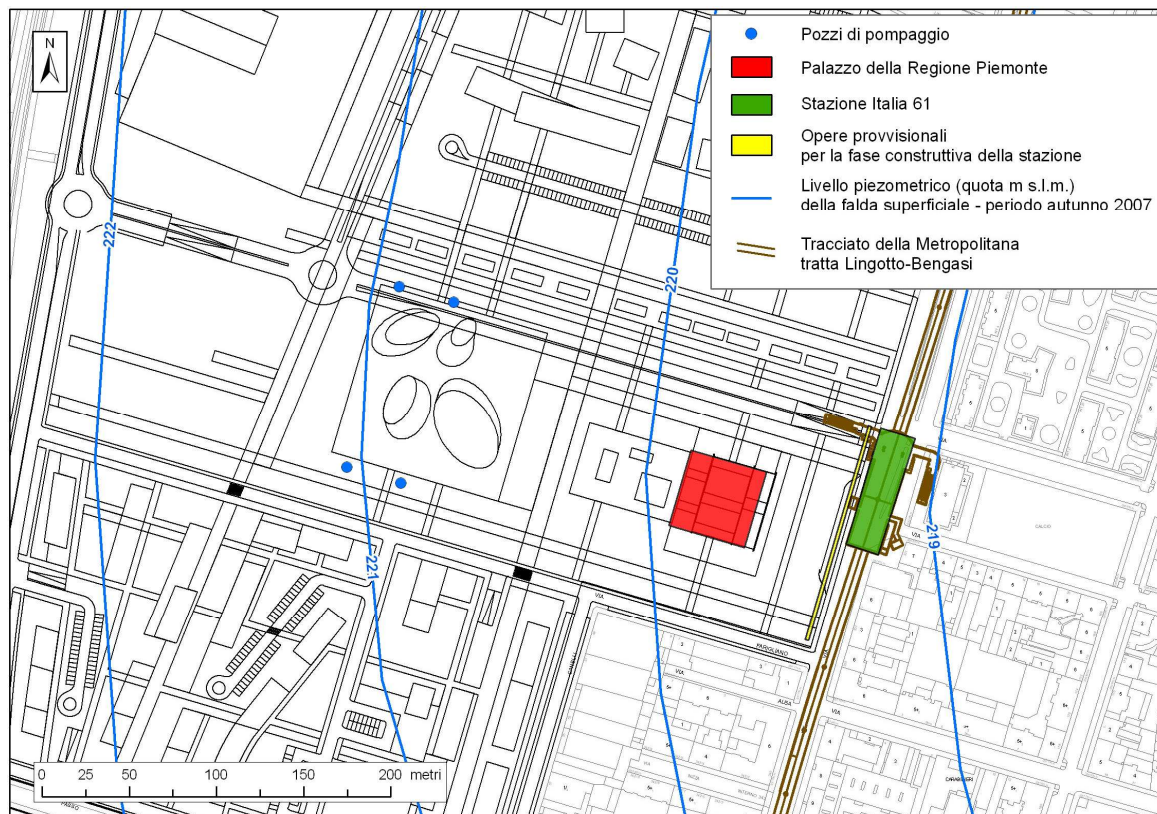 N
Pozzi di pompaggio
Palazzo della Regione Piemonte
Stazione Italia 61
Opere provvisionali
per la fase construttiva della stazione
Livello piezometrico (quota m s.l.m.)
della falda superficiale - periodo autunno 2007
Tracciato della Metropolitana
tratta Lingotto-Bengasi
222
220
221
219
VIA
CALCIO
VIA
VIA
VIA
ALBA
VIA
VIA
0 25 50 100 150 200 metri
PASSO